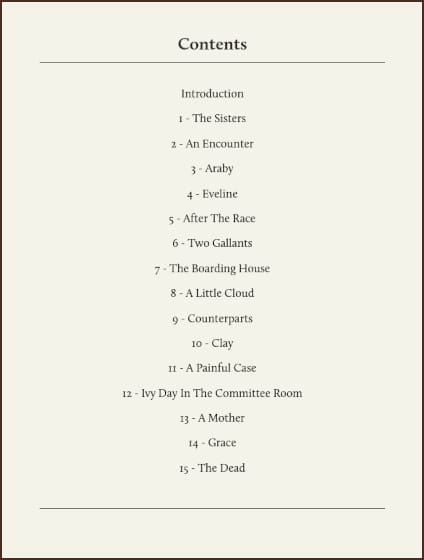 Contents
Introduction
1 - The Sisters
2 - An Encounter
3 - Araby
4 - Eveline
5 - After The Race
6 - Two Gallants
7 - The Boarding House
8 - A Little Cloud
9 - Counterparts
10 - Clay
11 - A Painful Case
12 - Ivy Day In The Committee Room
13 - A Mother
14 - Grace
15 - The Dead